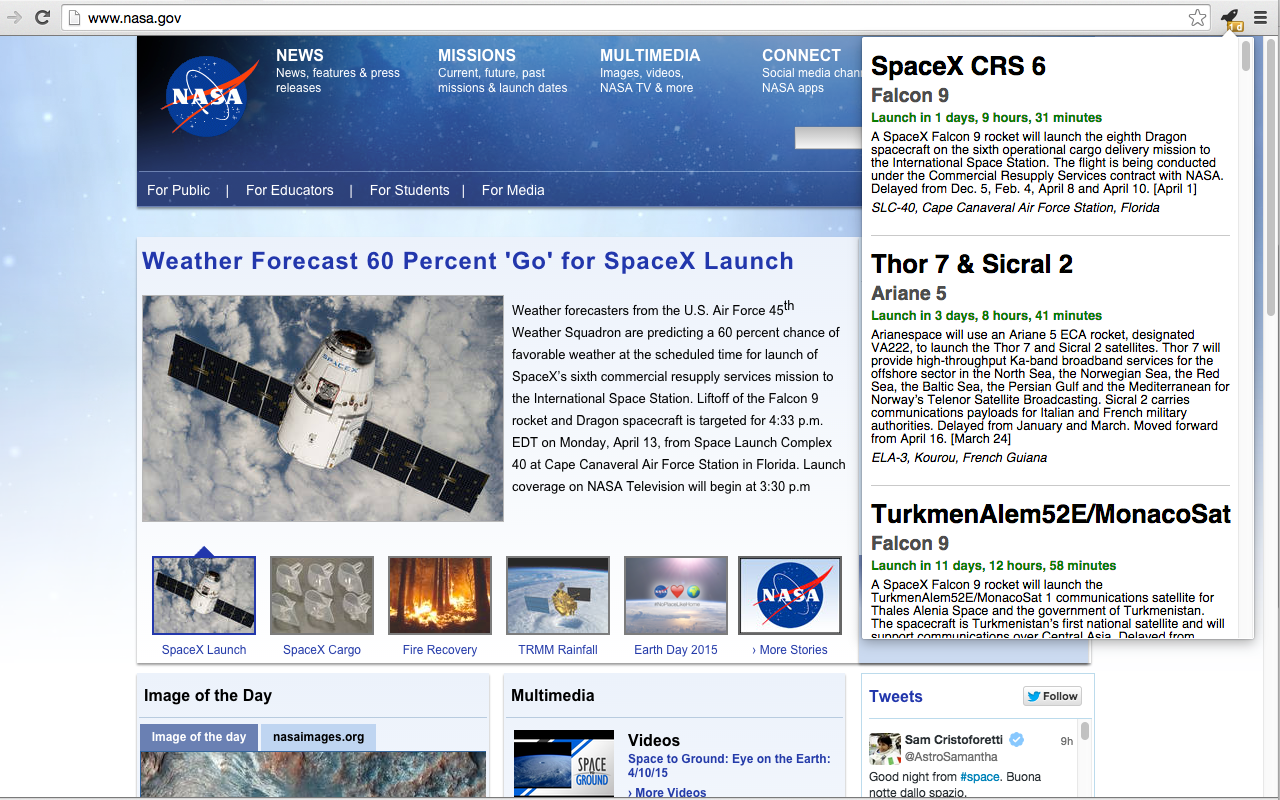 www.nasa.gov
1d
NASA
NEWS
News, features & press
releases
MISSIONS
Current, future, past
missions & launch dates
MULTIMEDIA
Images, videos,
NASA TV & more
CONNECT
Social media chan
NASA apps
For Public | For Educators | For Students | For Media
Weather Forecast 60 Percent 'Go' for SpaceX Launch
SPACEX
Weather forecasters from the U.S. Air Force 45th
Weather Squadron are predicting a 60 percent chance of
favorable weather at the scheduled time for launch of
SpaceX's sixth commercial resupply services mission to
the International Space Station. Liftoff of the Falcon 9
rocket and Dragon spacecraft is targeted for 4:33 p.m.
EDT on Monday, April 13, from Space Launch Complex
40 at Cape Canaveral Air Force Station in Florida. Launch
coverage on NASA Television will begin at 3:30 p.m
#NoPlaceLikeHome
NASA
SpaceX Launch
SpaceX Cargo
Fire Recovery
TRMM Rainfall
Earth Day 2015
› More Stories
SpaceX CRS 6
Falcon 9
Launch in 1 days, 9 hours, 31 minutes
A SpaceX Falcon 9 rocket will launch the eighth Dragon
spacecraft on the sixth operational cargo delivery mission to
the International Space Station. The flight is being conducted
under the Commercial Resupply Services contract with NASA.
Delayed from Dec. 5, Feb. 4, April 8 and April 10. [April 1]
SLC-40, Cape Canaveral Air Force Station, Florida
Thor 7 & Sicral 2
Ariane 5
Launch in 3 days, 8 hours, 41 minutes
Arianespace will use an Ariane 5 ECA rocket, designated
VA222, to launch the Thor 7 and Sicral 2 satellites. Thor 7 will
provide high-throughput Ka-band broadband services for the
offshore sector in the North Sea, the Norwegian Sea, the Red
Sea, the Baltic Sea, the Persian Gulf and the Mediterranean for
Norway's Telenor Satellite Broadcasting. Sicral 2 carries
communications payloads for Italian and French military
authorities. Delayed from January and March. Moved forward
from April 16. [March 24]
ELA-3, Kourou, French Guiana
TurkmenAlem52E/MonacoSat
Falcon 9
Launch in 11 days, 12 hours, 58 minutes
A SpaceX Falcon 9 rocket will launch the
TurkmenAlem52E/MonacoSat 1 communications satellite for
Thales Alenia Space and the government of Turkmenistan.
The spacecraft is Turkmenistan's first national satellite and will
support communications over Central Asia. Delayed from
Image of the Day
Image of the day
nasaimages.org
Multimedia
SPACE
to
GROUND
Videos
Space to Ground: Eye on the Earth:
4/10/15
› More Videos
Tweets
Follow
Sam Cristoforetti
9h
@AstroSamantha
Good night from #space. Buona
notte dallo spazio.